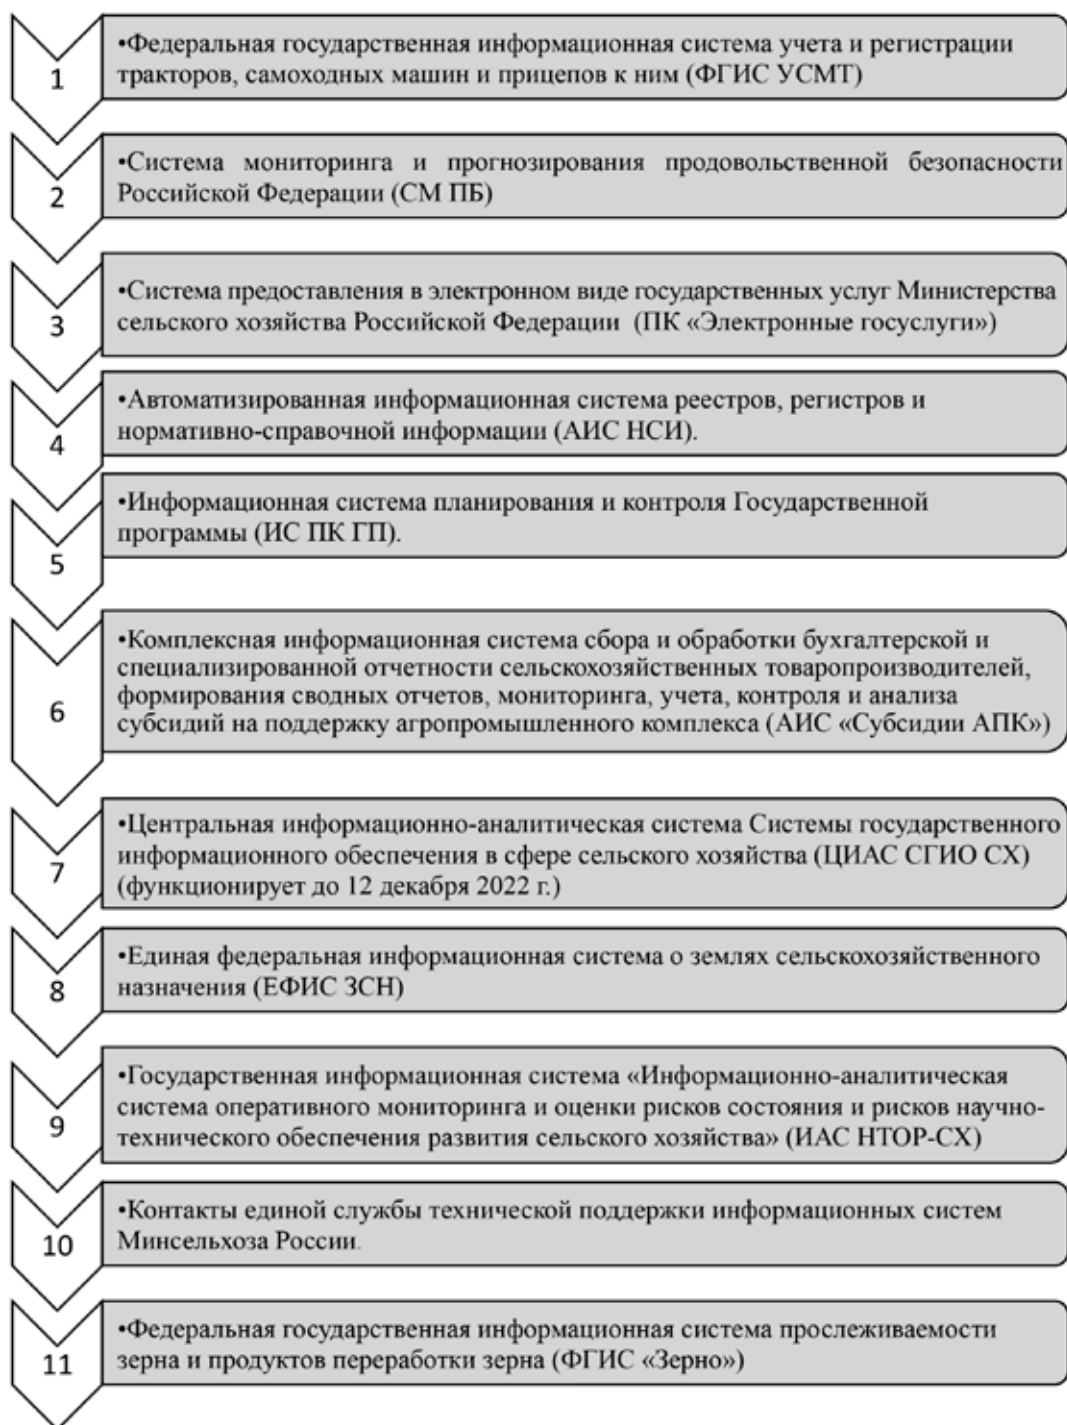 1
•Федеральная государственная информационная система учета и регистрации
тракторов, самоходных машин и прицепов к ним (ФГИС УСМТ)
2
•Система мониторинга и прогнозирования продовольственной безопасности
Российской Федерации (СМ ПБ)
3
•Система предоставления в электронном виде государственных услуг Министерства
сельского хозяйства Российской Федерации (ПК «Электронные госуслуги»)
4
•Автоматизированная информационная система реестров, регистров и
нормативно-справочной информации (АИС НСИ).
5
•Информационная система планирования и контроля Государственной
программы (ИС ПК ГП).
6
•Комплексная информационная система сбора и обработки бухгалтерской и
специализированной отчетности сельскохозяйственных товаропроизводителей,
формирования сводных отчетов, мониторинга, учета, контроля и анализа
субсидий на поддержку агропромышленного комплекса (АИС «Субсидии АПК»)
7
•Центральная информационно-аналитическая система Системы государственного
информационного обеспечения в сфере сельского хозяйства (ЦИАС СГИО СХ)
(функционирует до 12 декабря 2022 г.)
8
•Единая федеральная информационная система о землях сельскохозяйственного
назначения (ЕФИС ЗСН)
9
•Государственная информационная система «Информационно-аналитическая
система оперативного мониторинга и оценки рисков состояния и рисков научно-
технического обеспечения развития сельского хозяйства» (ИАС НТОР-СХ)
10
•Контакты единой службы технической поддержки информационных систем
Минсельхоза России.
11
•Федеральная государственная информационная система прослеживаемости
зерна и продуктов переработки зерна (ФГИС «Зерно»)